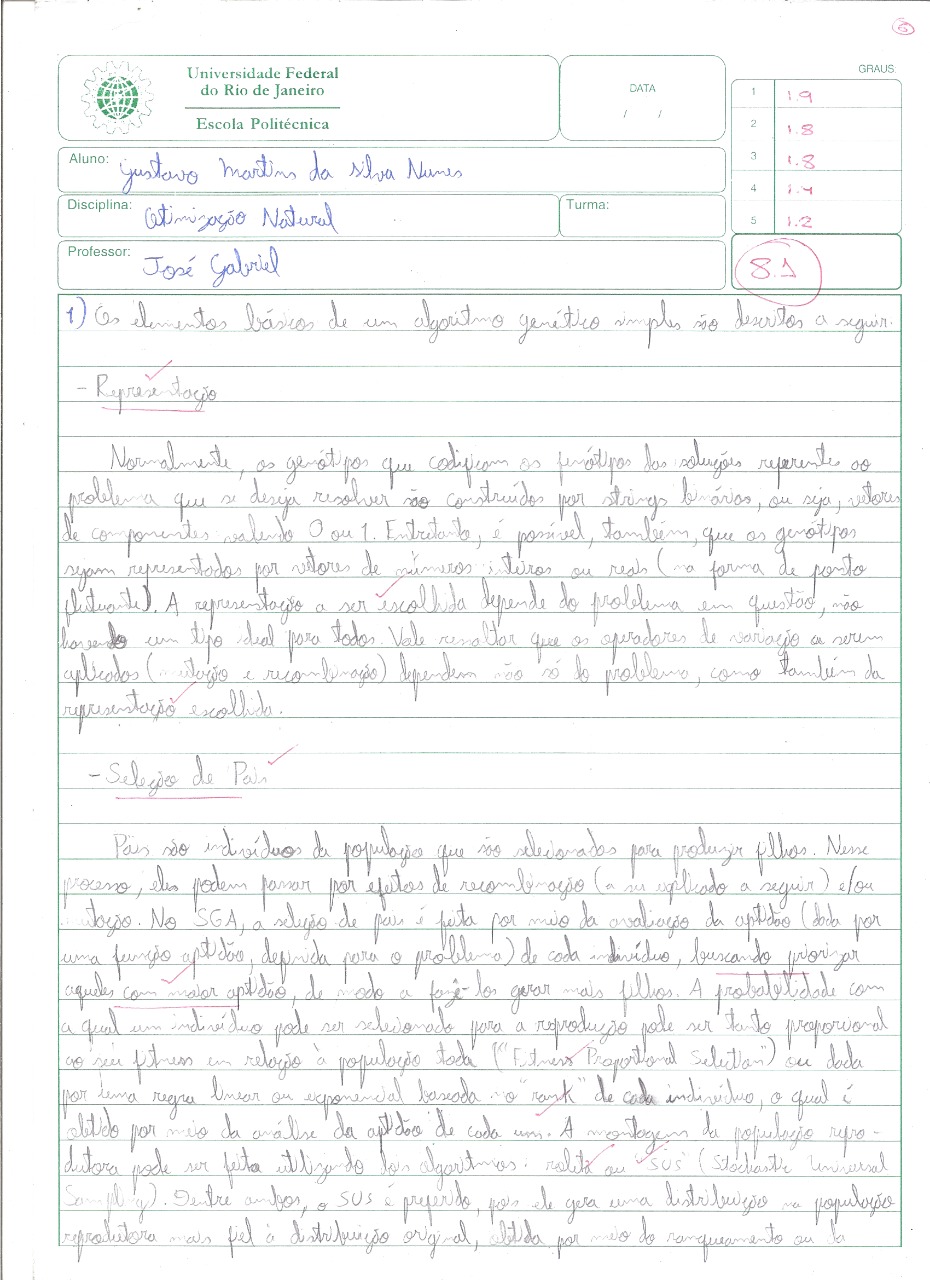 6
Universidade Federal
do Rio de Janeiro
Escola Politécnica
DATA
/ /
GRAUS:
1 1.9
2 1.8
3 1.8
4 1.4
5 1.2
8.1
Aluno: Gustavo Martins da Silva Nunes
Disciplina: Otimização Natural
Turma:
Professor: José Gabriel
1) Os elementos básicos de um algoritmo genético simples são descritos a seguir.
- Representação
Normalmente, os genótipos que codificam os fenótipos das soluções referentes ao
problema que se deseja resolver são construídos por strings binárias, ou seja, vetores
de componentes valendo 0 ou 1. Entretanto, é possível, também, que os genótipos
sejam representados por vetores de números inteiros ou reais (na forma de ponto
flutuante). A representação a ser escolhida depende do problema em questão, não
havendo um tipo ideal para todos. Vale ressaltar que os operadores de variação a serem
aplicados (mutação e recombinação) dependem não só do problema, como também da
representação escolhida.
- Seleção de Pais
Pais são indivíduos da população que são selecionados para produzir filhos. Nesse
processo, eles podem passar por efeitos de recombinação (a ser aplicado a seguir) e/ou
mutação. No SGA, a seleção de pais é feita por meio da avaliação da aptidão (dada por
uma função aptidão, definida para o problema) de cada indivíduo, buscando priorizar
aqueles com maior aptidão, de modo a fazê-los gerar mais filhos. A probabilidade com
a qual um indivíduo pode ser selecionado para a reprodução pode ser tanto proporional
ao seu fitness em relação à população toda ("Fitness Proportional Selection") ou dada
por uma regra linear ou exponencial baseada no "rank" de cada indivíduo, o qual é
obtido por meio da análise da aptidão de cada um. A montagem da população repro-
dutora pode ser feita utilizando dois algoritmos: roleta ou "SUS" (Stochastic Universal
Sampling). Dentre ambos, o SUS é preferido, pois ele gera uma distribuição na população
reprodutora mais fiel à distribuição original, obtida por meio do ranqueamento ou da